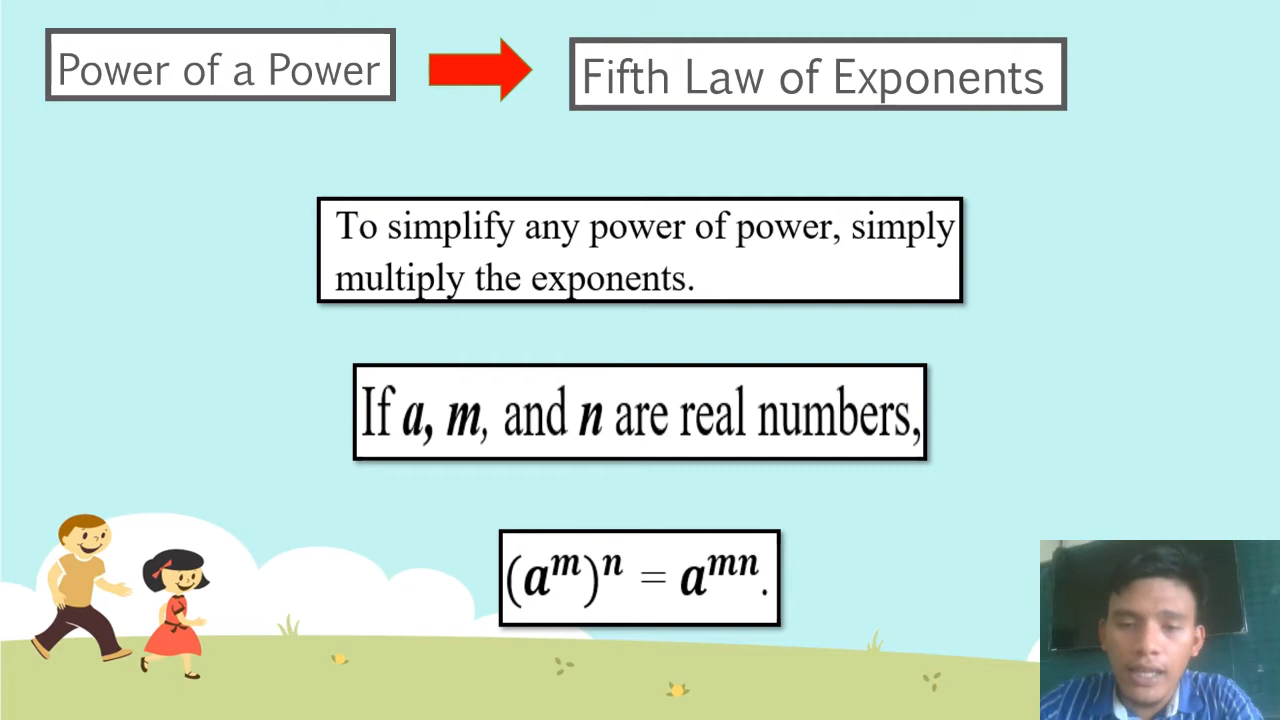 Power of a Power
Fifth Law of Exponents
To simplify any power of power, simply
multiply the exponents.
If a, m, and n are real numbers,
(a^m)^n = a^mn.